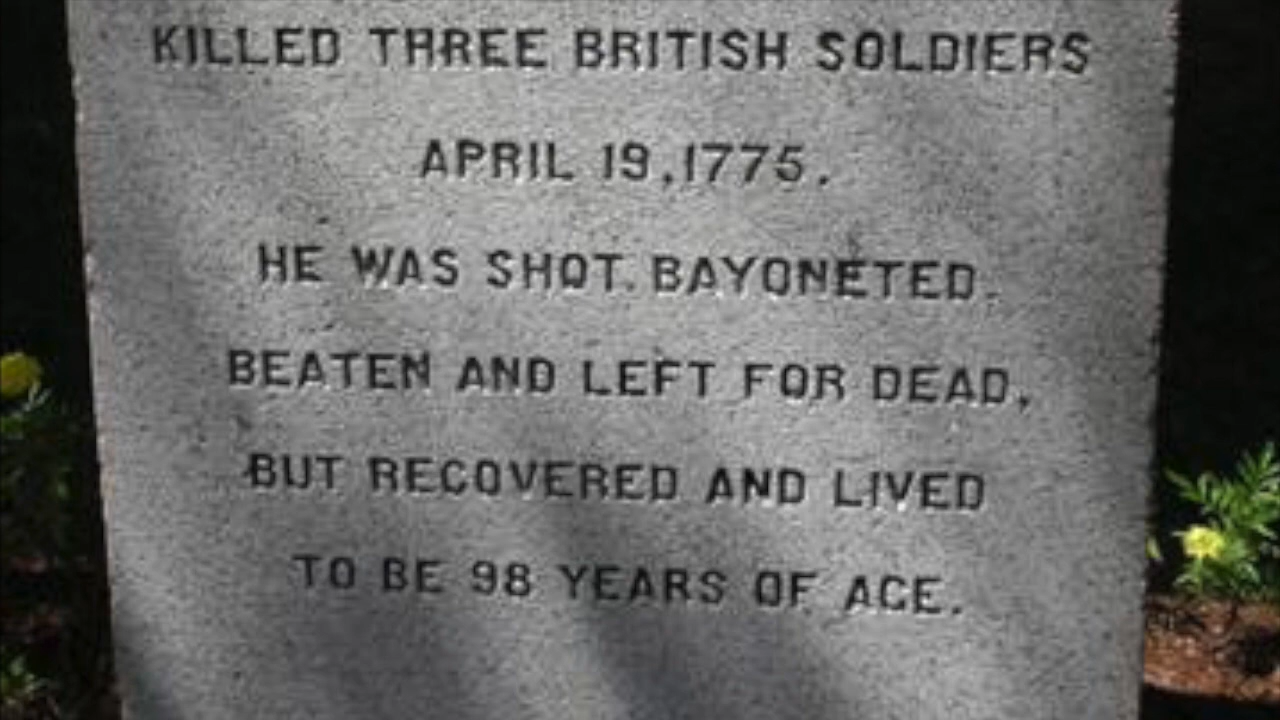 KILLED THREE BRITISH SOLDIERS
APRIL 19,1775.
HE WAS SHOT. BAYONETED.
BEATEN AND LEFT FOR DEAD,
BUT RECOVERED AND LIVED
TO BE 98 YEARS OF AGE.